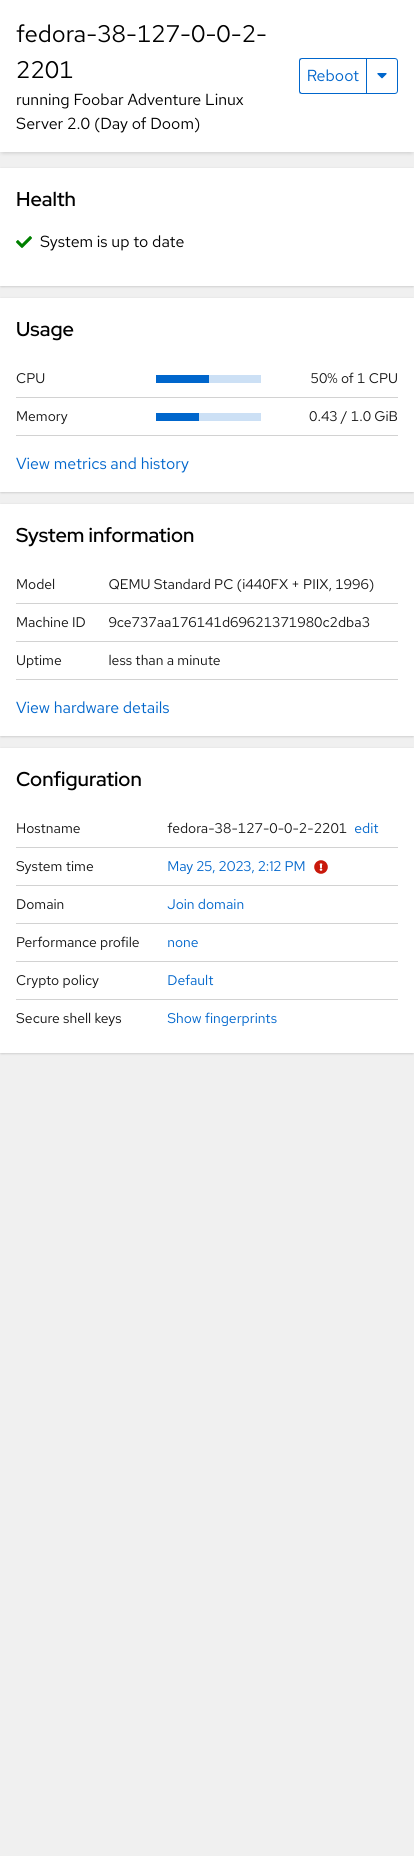 fedora-38-127-0-0-2-
2201
running Foobar Adventure Linux
Server 2.0 (Day of Doom)
Reboot
Health
System is up to date
Usage
CPU 50% of 1 CPU
Memory 0.43 / 1.0 GiB
View metrics and history
System information
Model QEMU Standard PC (i440FX + PIIX, 1996)
Machine ID 9ce737aa176141d69621371980c2dba3
Uptime less than a minute
View hardware details
Configuration
Hostname fedora-38-127-0-0-2-2201 edit
System time May 25, 2023, 2:12 PM
Domain Join domain
Performance profile none
Crypto policy Default
Secure shell keys Show fingerprints